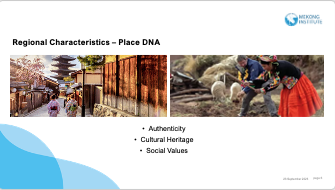 MEKONG
INSTITUTE
Regional Characteristics – Place DNA
• Authenticity
• Cultural Heritage
• Social Values